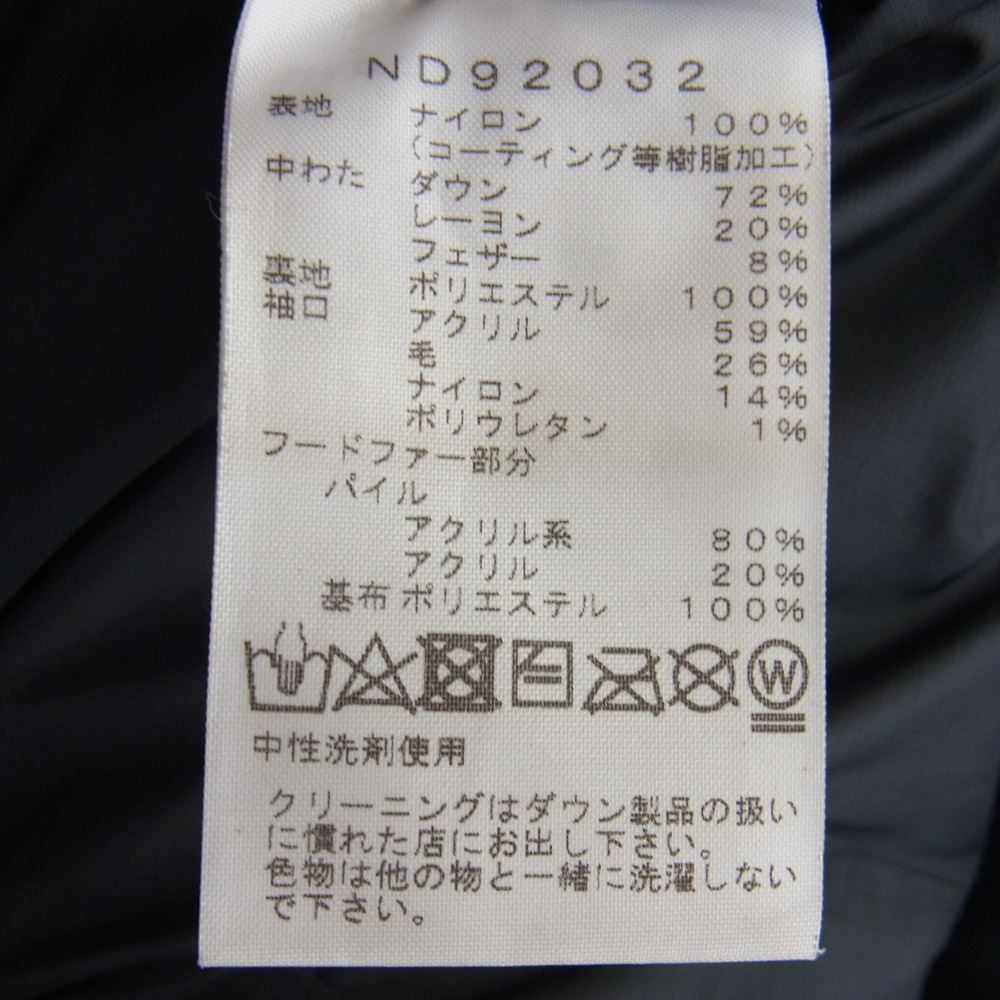 ND92032
表地 ナイロン 100%
(コーティング等樹脂加工)
中わた ダウン 72%
レーヨン 20%
フェザー 8%
裏地 ポリエステル 100%
袖口 アクリル 59%
毛 26%
ナイロン 14%
ポリウレタン 1%
フードファー部分
パイル
アクリル系 80%
アクリル 20%
基布 ポリエステル 100%
W
中性洗剤使用
クリーニングはダウン製品の扱い
に慣れた店にお出し下さい。
色物は他の物と一緒に洗濯しない
で下さい。